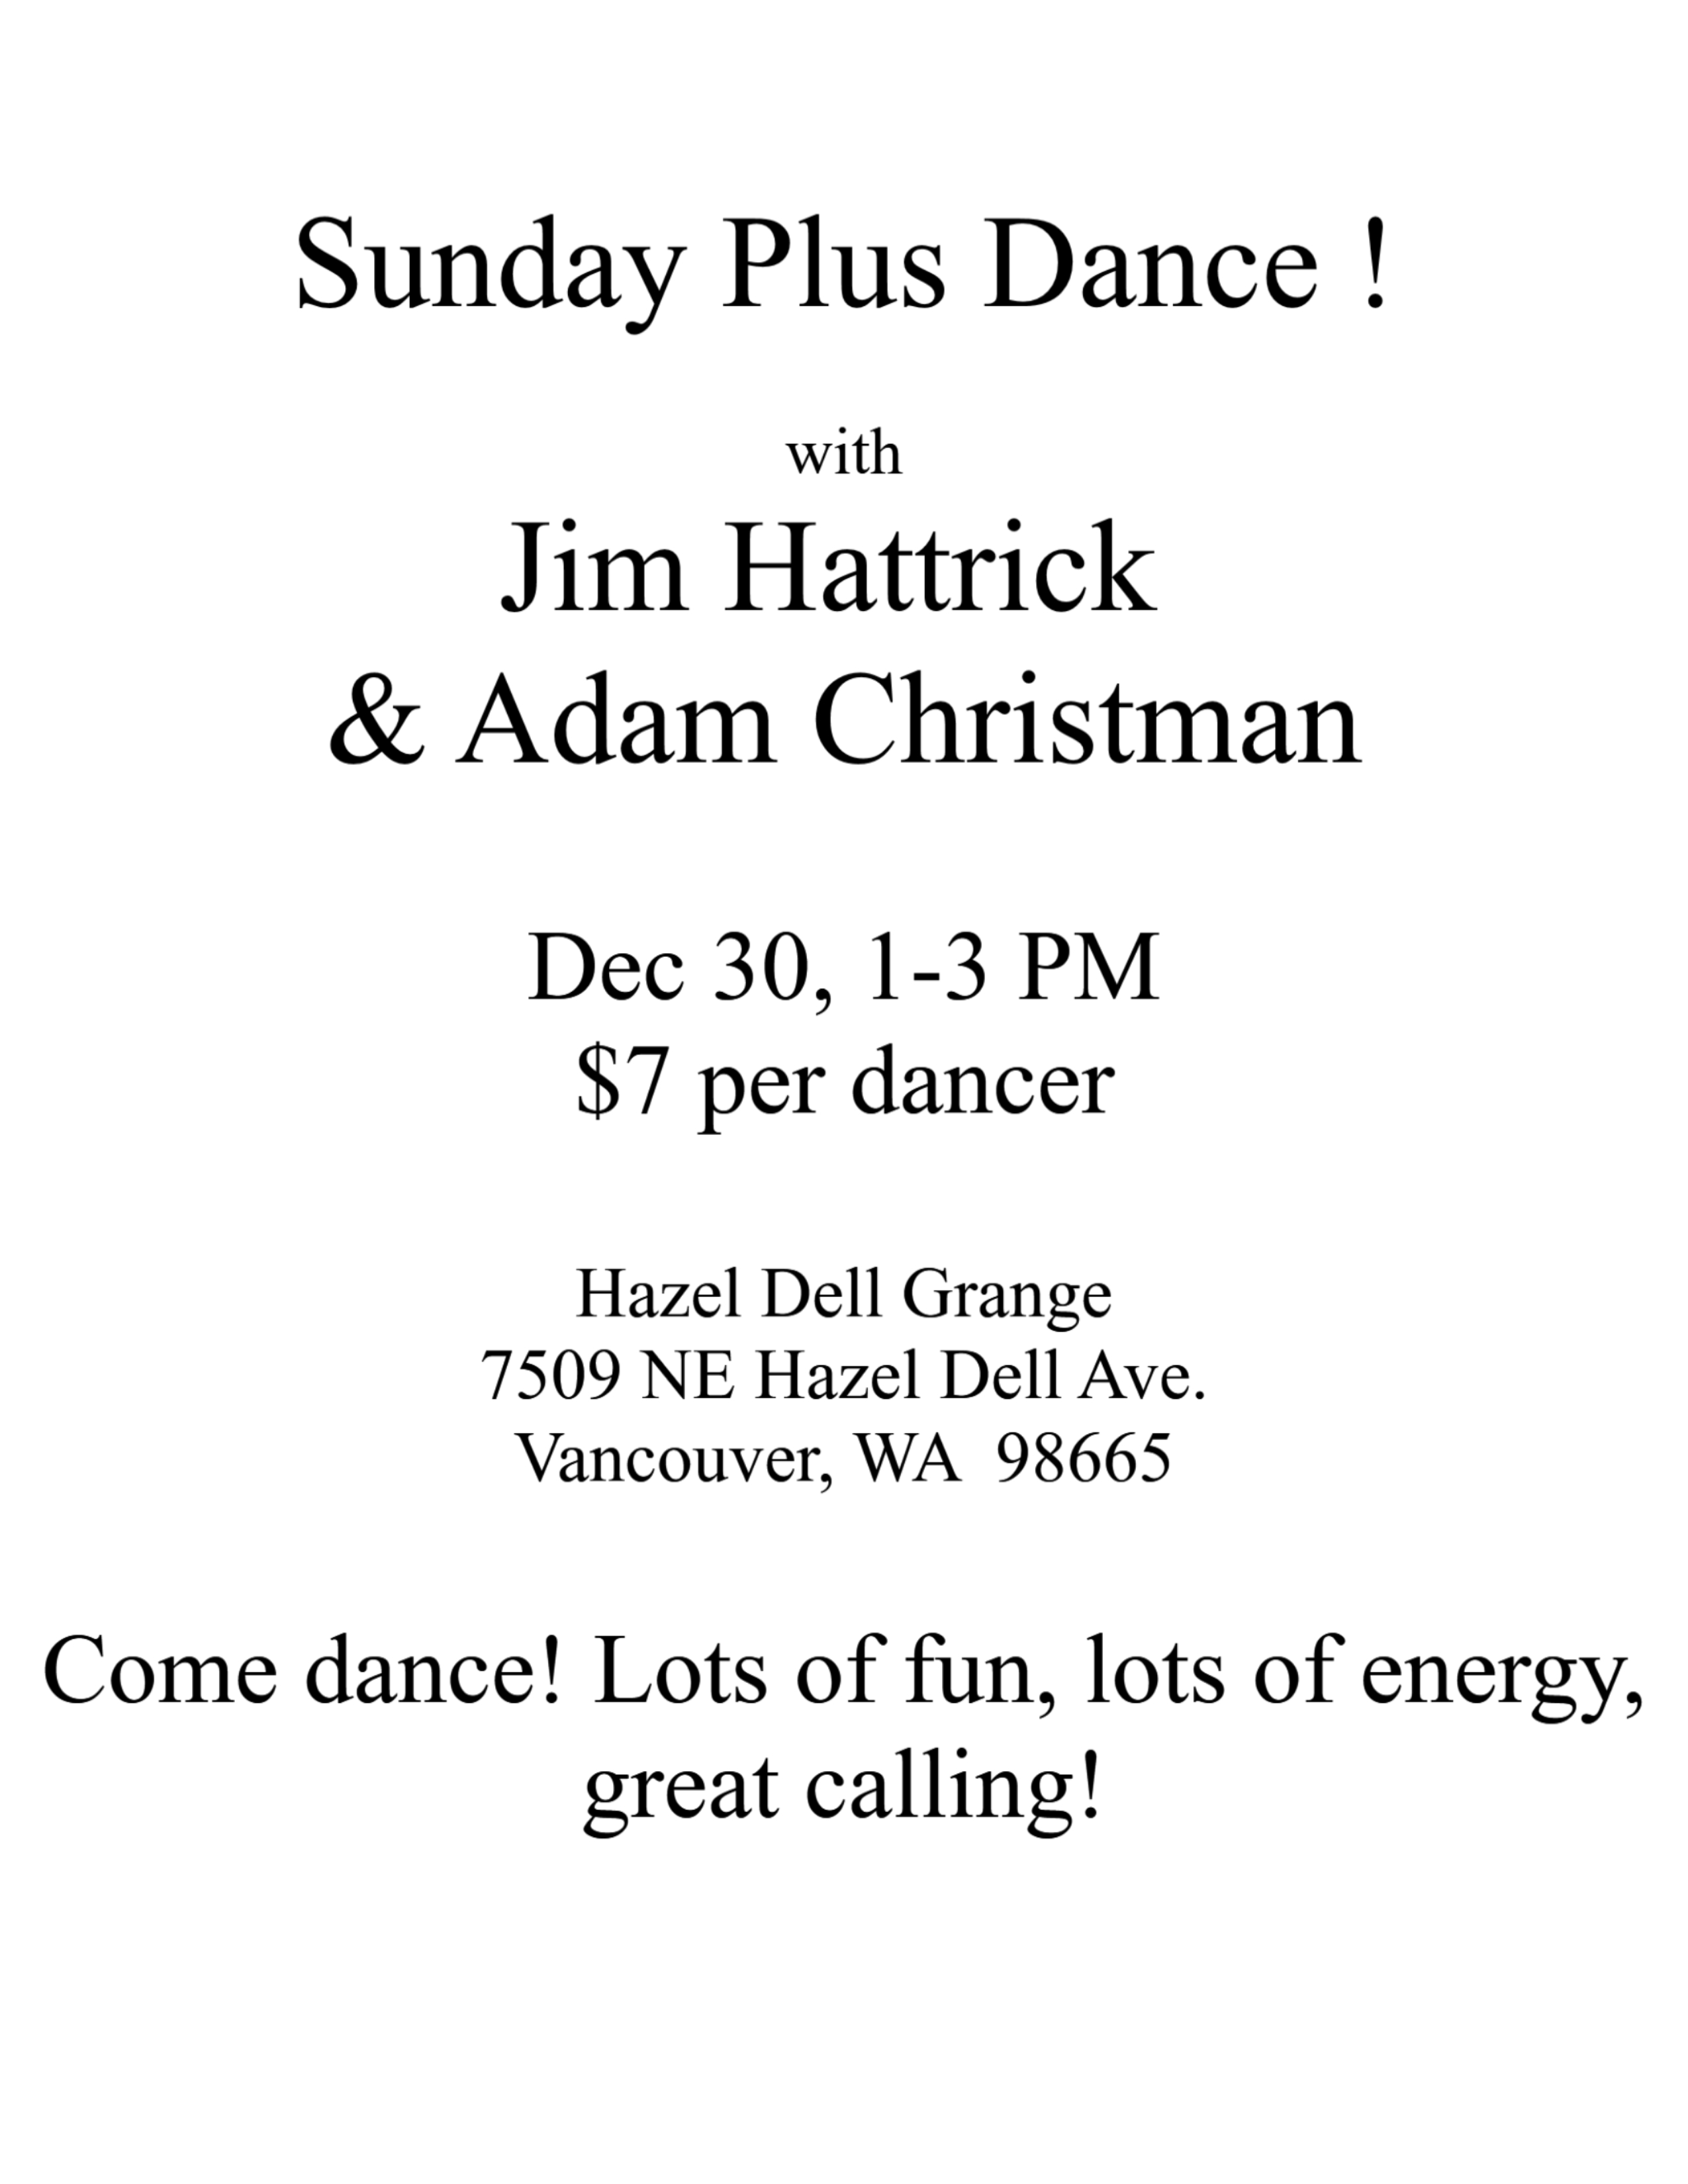 Sunday Plus Dance !
with
Jim Hattrick
& Adam Christman
Dec 30, 1-3 PM
$7 per dancer
Hazel Dell Grange
7509 NE Hazel Dell Ave.
Vancouver, WA  98665
Come dance! Lots of fun, lots of energy,
great calling!